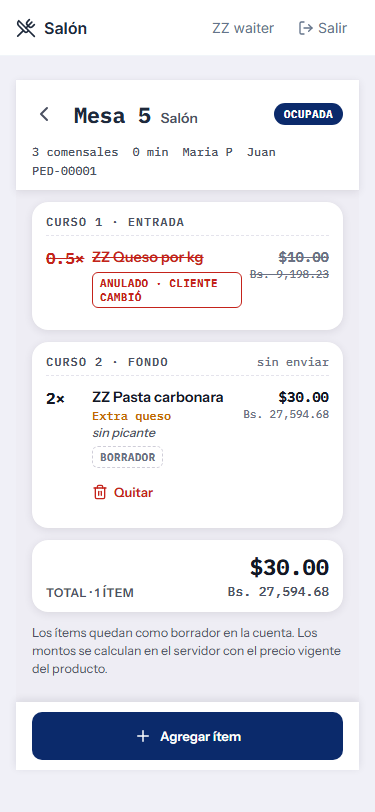 Salón
ZZ waiter
Salir
Mesa 5 Salón
OCUPADA
3 comensales 0 min Maria P Juan
PED-00001
CURSO 1 · ENTRADA
0.5× ZZ Queso por kg $10.00
Bs. 9,198.23
ANULADO · CLIENTE
CAMBIÓ
CURSO 2 · FONDO sin enviar
2× ZZ Pasta carbonara $30.00
Extra queso Bs. 27,594.68
sin picante
BORRADOR
Quitar
$30.00
TOTAL · 1 ÍTEM Bs. 27,594.68
Los ítems quedan como borrador en la cuenta. Los
montos se calculan en el servidor con el precio vigente
del producto.
+ Agregar ítem